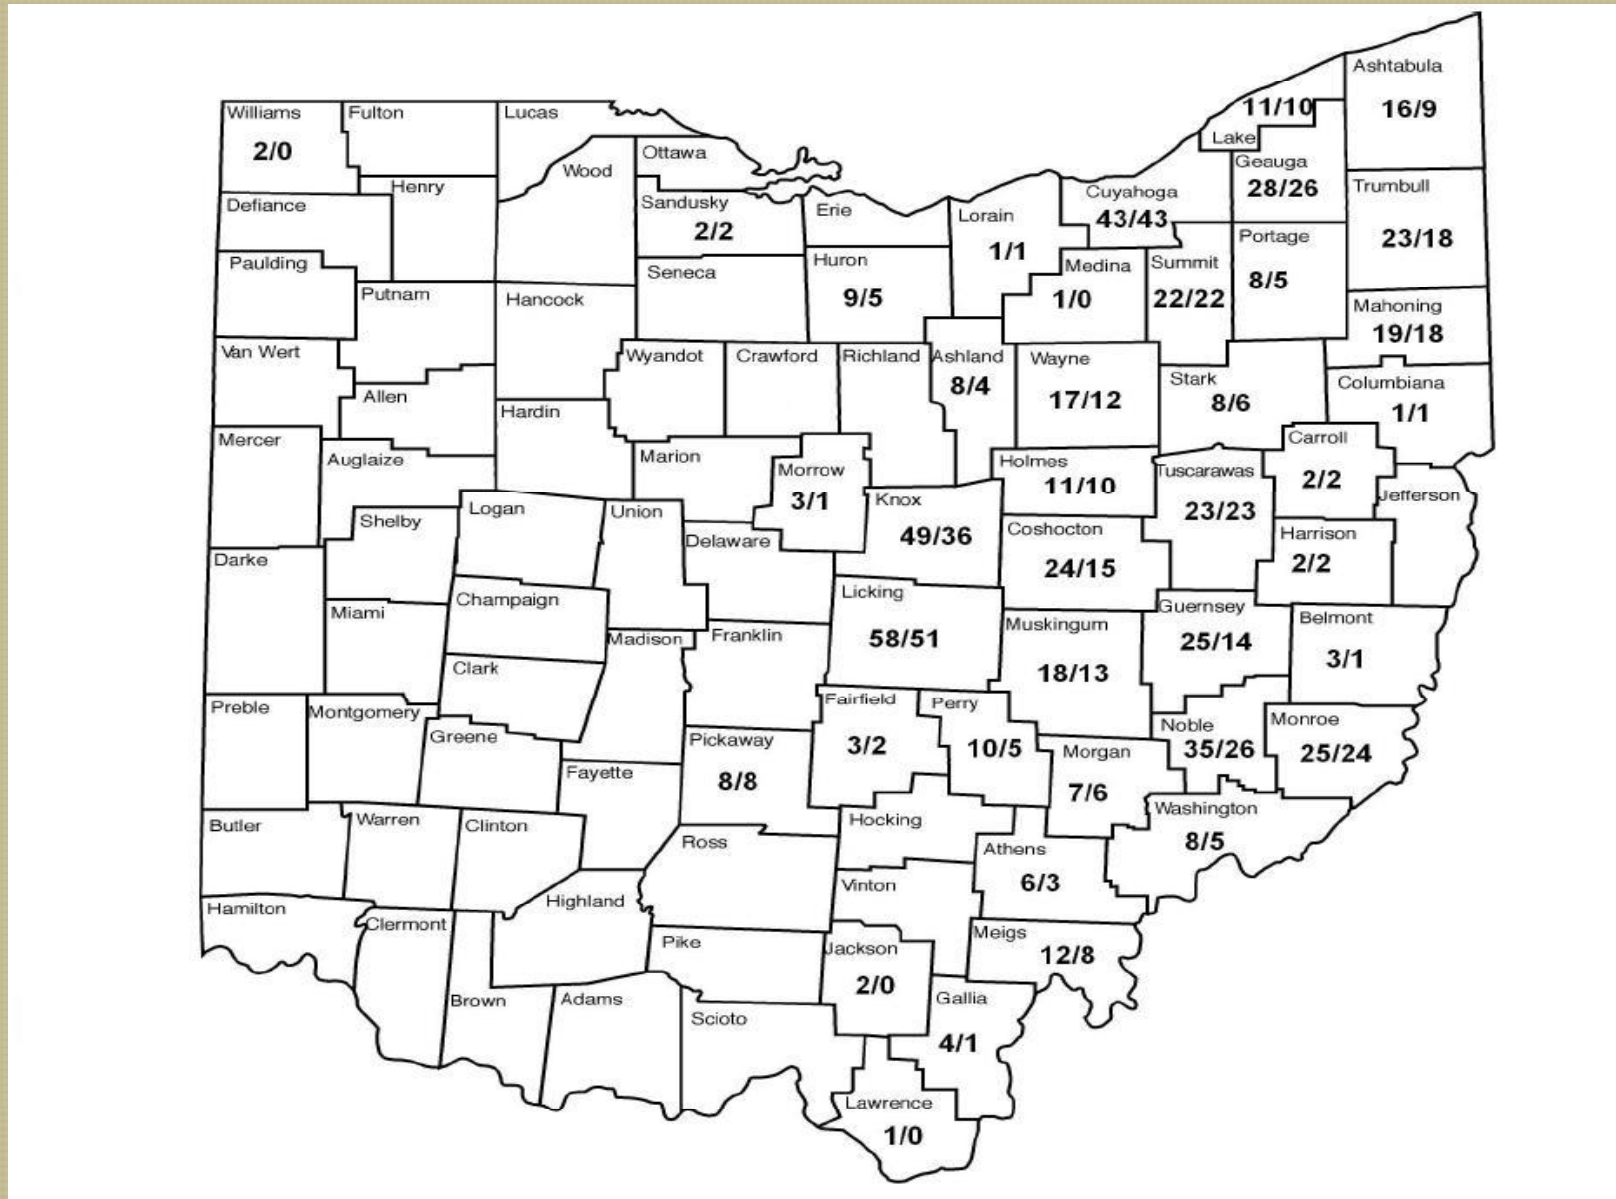 Ashtabula
16/9
11/10
Lake
Williams
2/0
Fulton
Lucas
Wood
Ottawa
Geauga
28/26
Henry
Defiance
Sandusky
2/2
Erie
Lorain
1/1
Cuyahoga
43/43
Trumbull
23/18
Paulding
Putnam
Hancock
Seneca
Huron
9/5
Medina
1/0
Summit
22/22
Portage
8/5
Mahoning
19/18
Van Wert
Allen
Wyandot
Crawford
Richland
Ashland
8/4
Wayne
17/12
Stark
8/6
Columbiana
1/1
Hardin
Mercer
Auglaize
Marion
Morrow
3/1
Holmes
11/10
Tuscarawas
23/23
Carroll
2/2
Jefferson
Shelby
Logan
Union
Delaware
Knox
49/36
Coshocton
24/15
Harrison
2/2
Darke
Miami
Champaign
Licking
58/51
Muskingum
18/13
Guernsey
25/14
Belmont
3/1
Clark
Madison
Franklin
Preble
Montgomery
Greene
Pickaway
8/8
Fairfield
3/2
Perry
10/5
Morgan
7/6
Noble
35/26
Monroe
25/24
Fayette
Butler
Warren
Clinton
Ross
Hocking
Athens
6/3
Washington
8/5
Hamilton
Clermont
Highland
Vinton
Pike
Jackson
2/0
Meigs
12/8
Brown
Adams
Scioto
Gallia
4/1
Lawrence
1/0